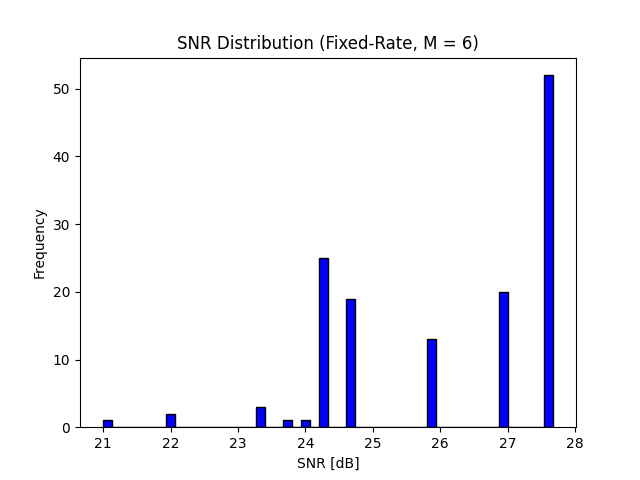 SNR Distribution (Fixed-Rate, M = 6)
50
40
30
20
10
0
Frequency
21 22 23 24 25 26 27 28
SNR [dB]